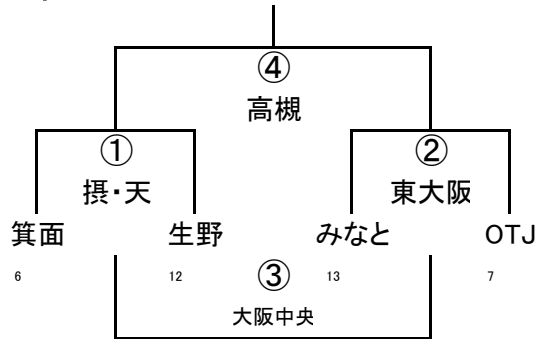 ④
高槻
① ②
摂・天 東大阪
箕面 生野 みなと OTJ
6 12 ③ 13 7
大阪中央